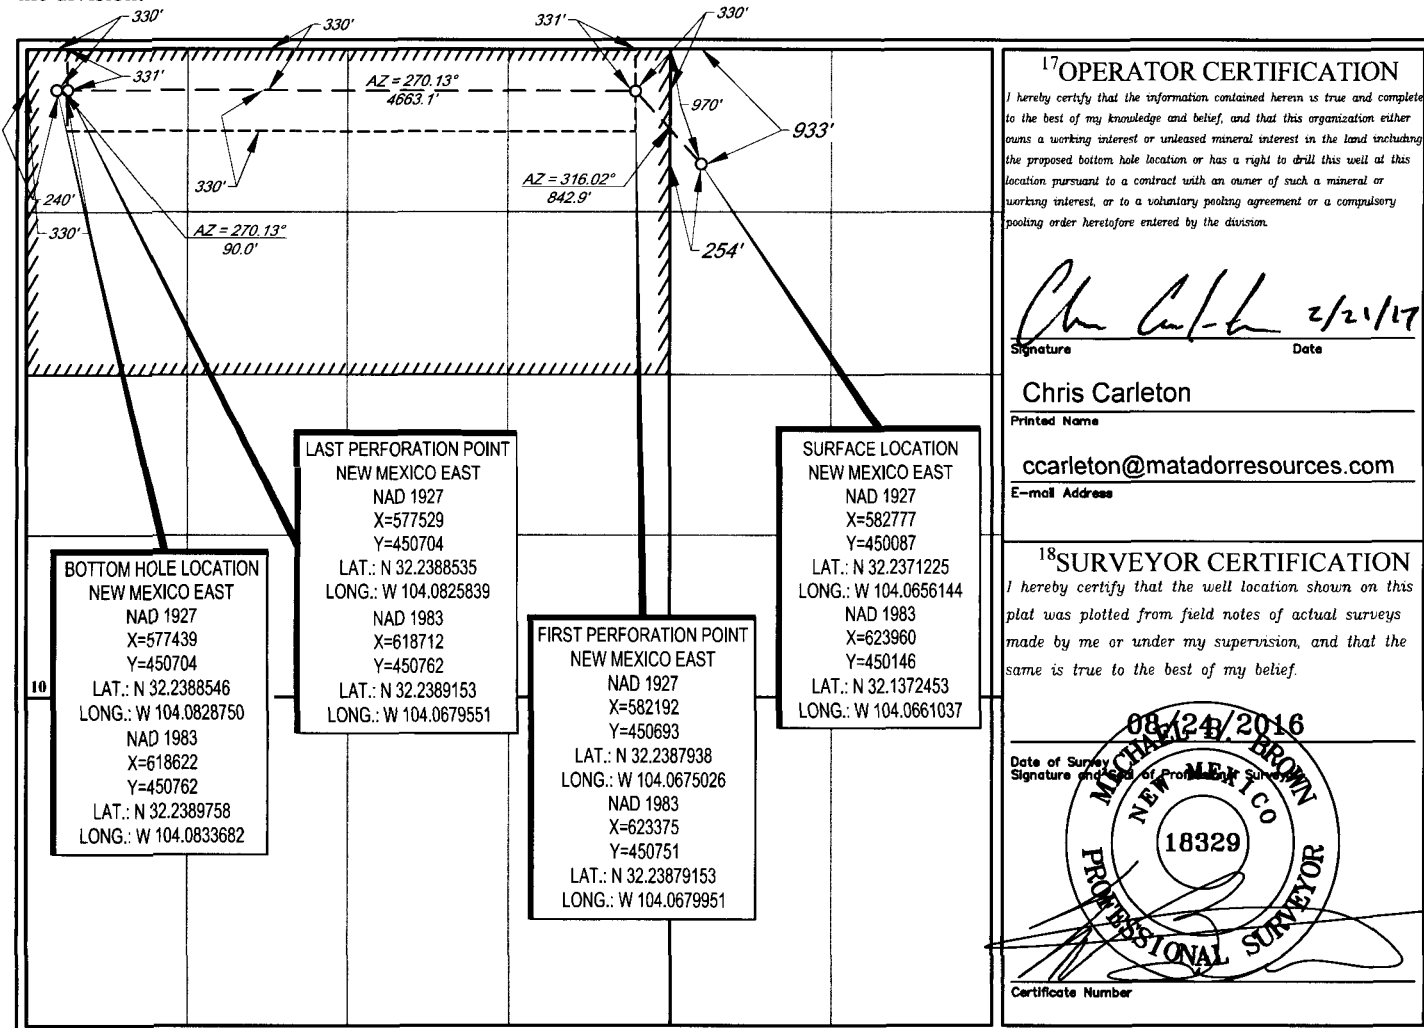 the division.
330'
330'
331'
330'
331'
AZ = 270.13°
4663.1'
970'
933'
330'
AZ = 316.02°
842.9'
240'
330'
AZ = 270.13°
90.0'
254'
LAST PERFORATION POINT
NEW MEXICO EAST
NAD 1927
X=577529
Y=450704
LAT.: N 32.2388535
LONG.: W 104.0825839
NAD 1983
X=618712
Y=450762
LAT.: N 32.2389153
LONG.: W 104.0679551
SURFACE LOCATION
NEW MEXICO EAST
NAD 1927
X=582777
Y=450087
LAT.: N 32.2371225
LONG.: W 104.0656144
NAD 1983
X=623960
Y=450146
LAT.: N 32.1372453
LONG.: W 104.0661037
BOTTOM HOLE LOCATION
NEW MEXICO EAST
NAD 1927
X=577439
Y=450704
LAT.: N 32.2388546
LONG.: W 104.0828750
NAD 1983
X=618622
Y=450762
LAT.: N 32.2389758
LONG.: W 104.0833682
FIRST PERFORATION POINT
NEW MEXICO EAST
NAD 1927
X=582192
Y=450693
LAT.: N 32.2387938
LONG.: W 104.0675026
NAD 1983
X=623375
Y=450751
LAT.: N 32.23879153
LONG.: W 104.0679951
10
17 OPERATOR CERTIFICATION
I hereby certify that the information contained herein is true and complete
to the best of my knowledge and belief, and that this organization either
owns a working interest or unleased mineral interest in the land including
the proposed bottom hole location or has a right to drill this well at this
location pursuant to a contract with an owner of such a mineral or
working interest, or to a voluntary pooling agreement or a compulsory
pooling order heretofore entered by the division.
2/21/17
Signature Date
Chris Carleton
Printed Name
ccarleton@matadorresources.com
E-mail Address
18 SURVEYOR CERTIFICATION
I hereby certify that the well location shown on this
plat was plotted from field notes of actual surveys
made by me or under my supervision, and that the
same is true to the best of my belief.
08/24/2016
Date of Survey
Signature and Seal of Professional Surveyor
MICHAEL B. BROWN
NEW MEXICO
18329
PROFESSIONAL SURVEYOR
Certificate Number